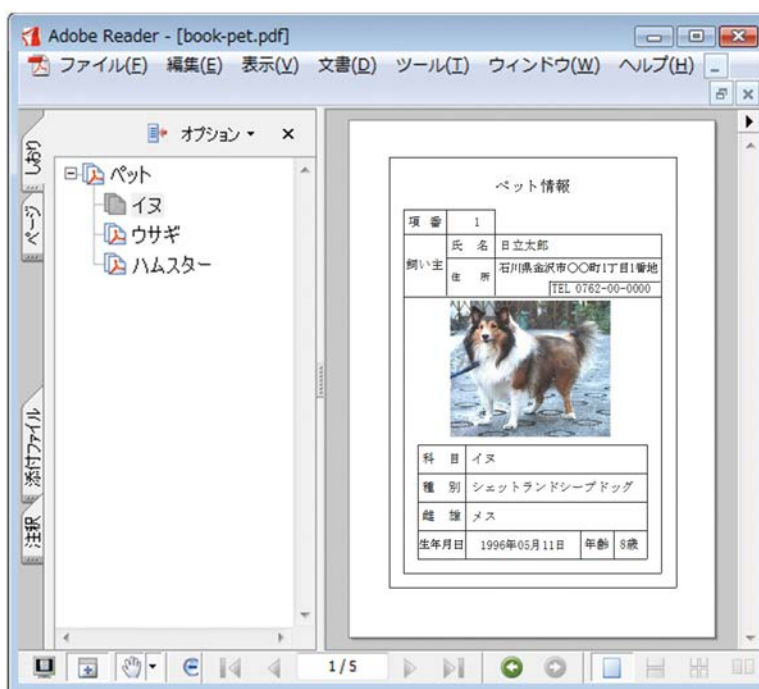 Adobe Reader - [book-pet.pdf]
ファイル(F) 編集(E) 表示(V) 文書(D) ツール(T) ウィンドウ(W) ヘルプ(H)
しおり
ページ
添付ファイル
注釈
オプション
ペット
イヌ
ウサギ
ハムスター
ペット情報
項 番 1
飼い主
氏 名 日立太郎
住 所 石川県金沢市○○町1丁目1番地
TEL 0762-00-0000
科 目 イヌ
種 別 シェットランドシープドッグ
雌 雄 メス
生年月日 1996年05月11日 年齢 8歳
1/5